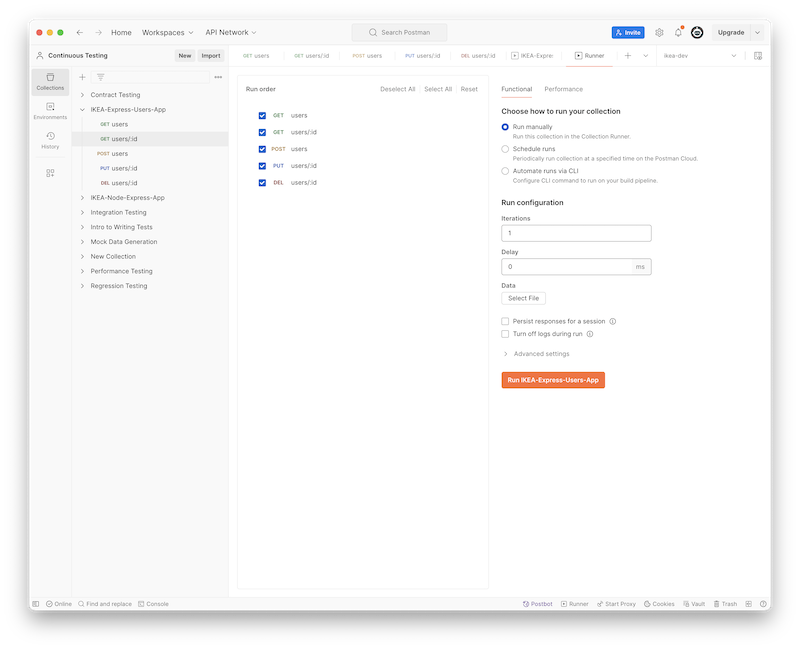 Home Workspaces API Network Search Postman Invite Upgrade
Continuous Testing New Import GET users GET users/:id POST users PUT users/:id DEL users/:id IKEA-Expre Runner ikea-dev
Collections
Environments
History
Contract Testing
IKEA-Express-Users-App
GET users
GET users/:id
POST users
PUT users/:id
DEL users/:id
IKEA-Node-Express-App
Integration Testing
Intro to Writing Tests
Mock Data Generation
New Collection
Performance Testing
Regression Testing
Run order Deselect All Select All Reset
GET users
GET users/:id
POST users
PUT users/:id
DEL users/:id
Functional Performance
Choose how to run your collection
Run manually
Run this collection in the Collection Runner.
Schedule runs
Periodically run collection at a specified time on the Postman Cloud.
Automate runs via CLI
Configure CLI command to run on your build pipeline.
Run configuration
Iterations
1
Delay
0 ms
Data
Select File
Persist responses for a session
Turn off logs during run
Advanced settings
Run IKEA-Express-Users-App
Online Find and replace Console Postbot Runner Start Proxy Cookies Vault Trash